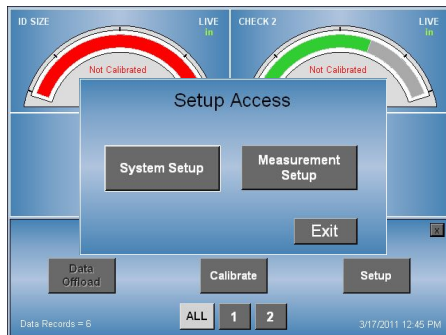 ID SIZE
LIVE
in
CHECK 2
LIVE
in
Not Calibrated
Not Calibrated
Setup Access
System Setup
Measurement
Setup
Exit
x
Data
Offload
Calibrate
Setup
Data Records = 6
ALL
1
2
3/17/2011 12:45 PM